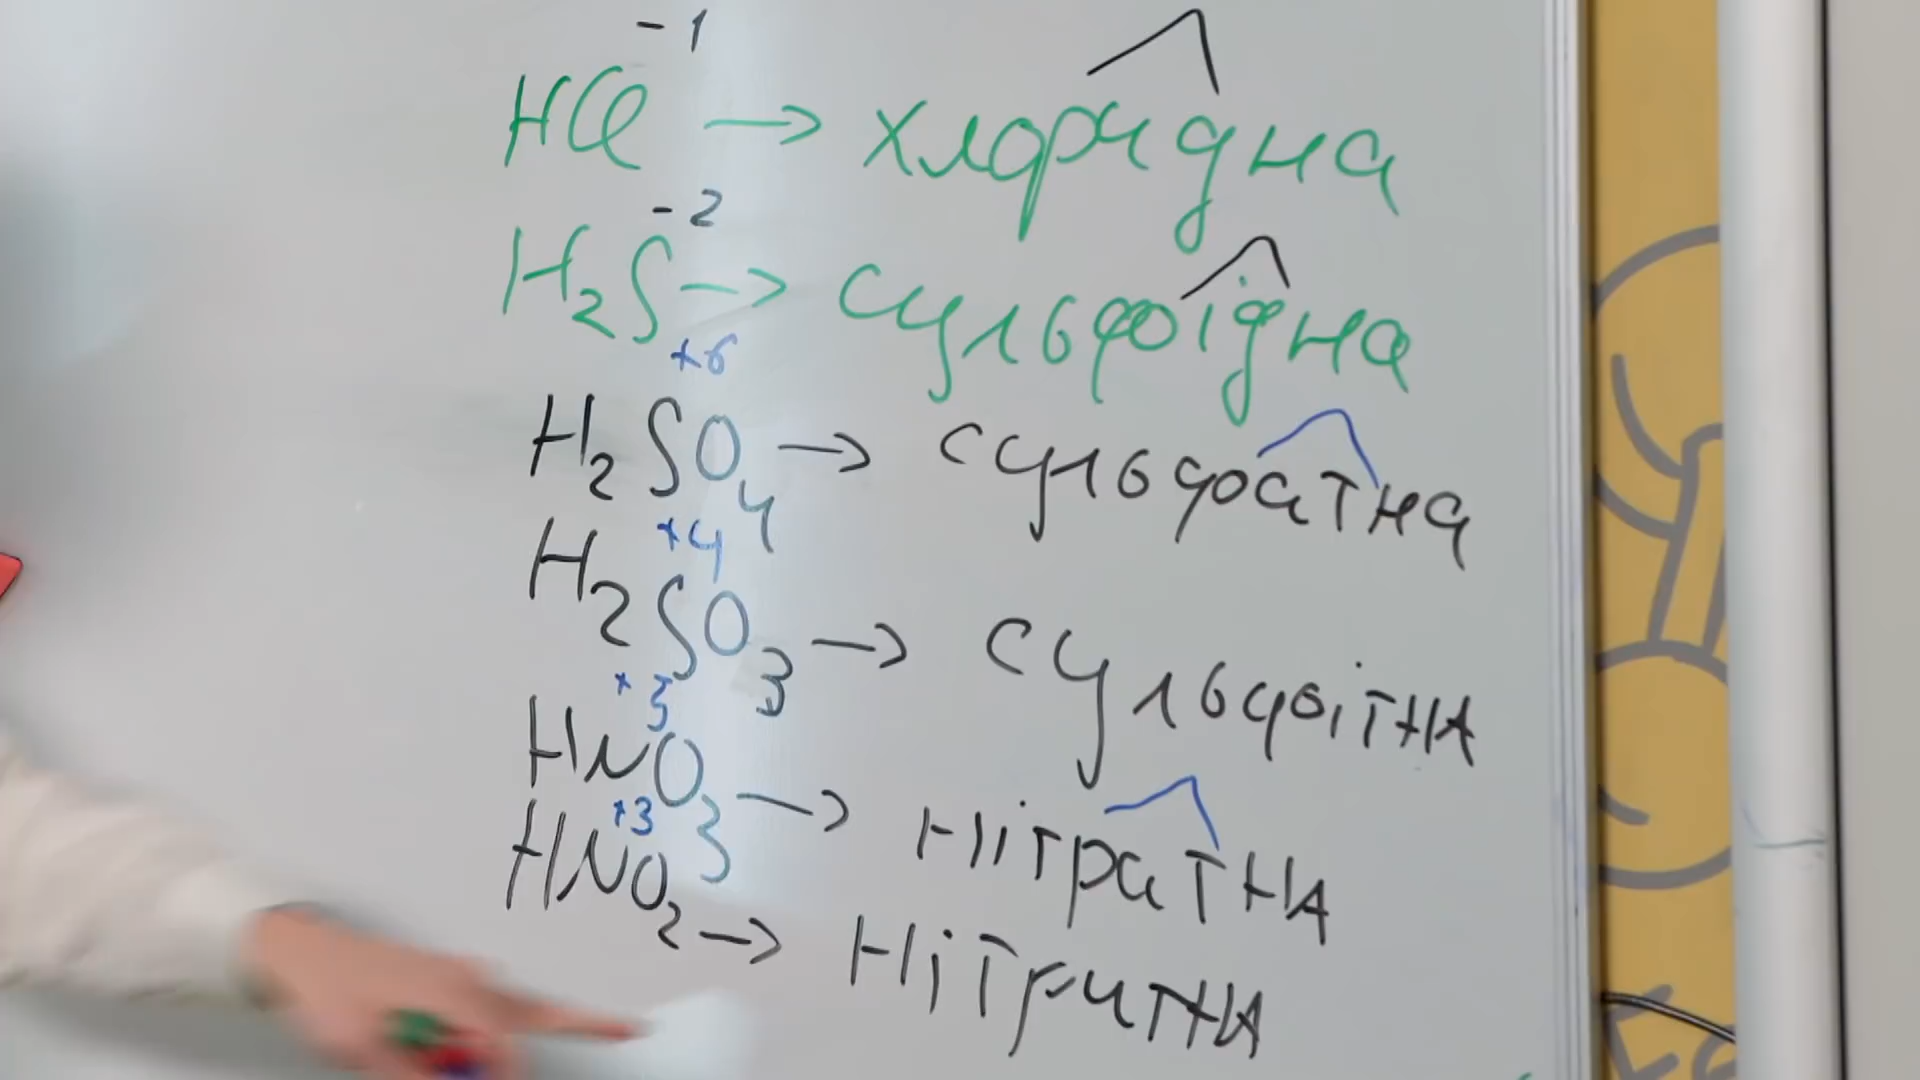 -1
HCl → хлоридна
-2
H₂S → сульфідна
+6
H₂SO₄ → сульфатна
+4
H₂SO₃ → сульфітНА
+5
HNO₃ → НітратНА
+3
HNO₂ → НітритНА